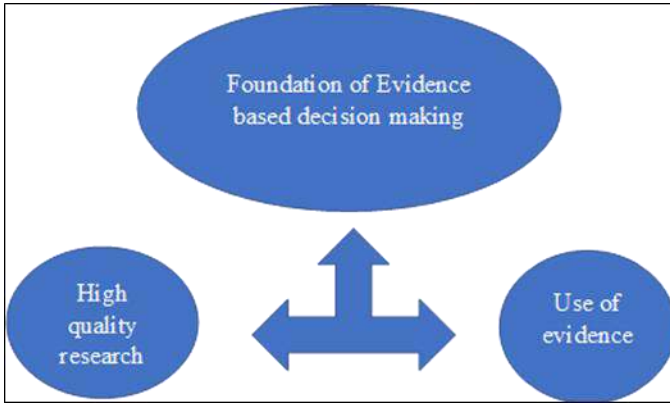 Foundation of Evidence
based decision making
High
quality
research
Use of
evidence